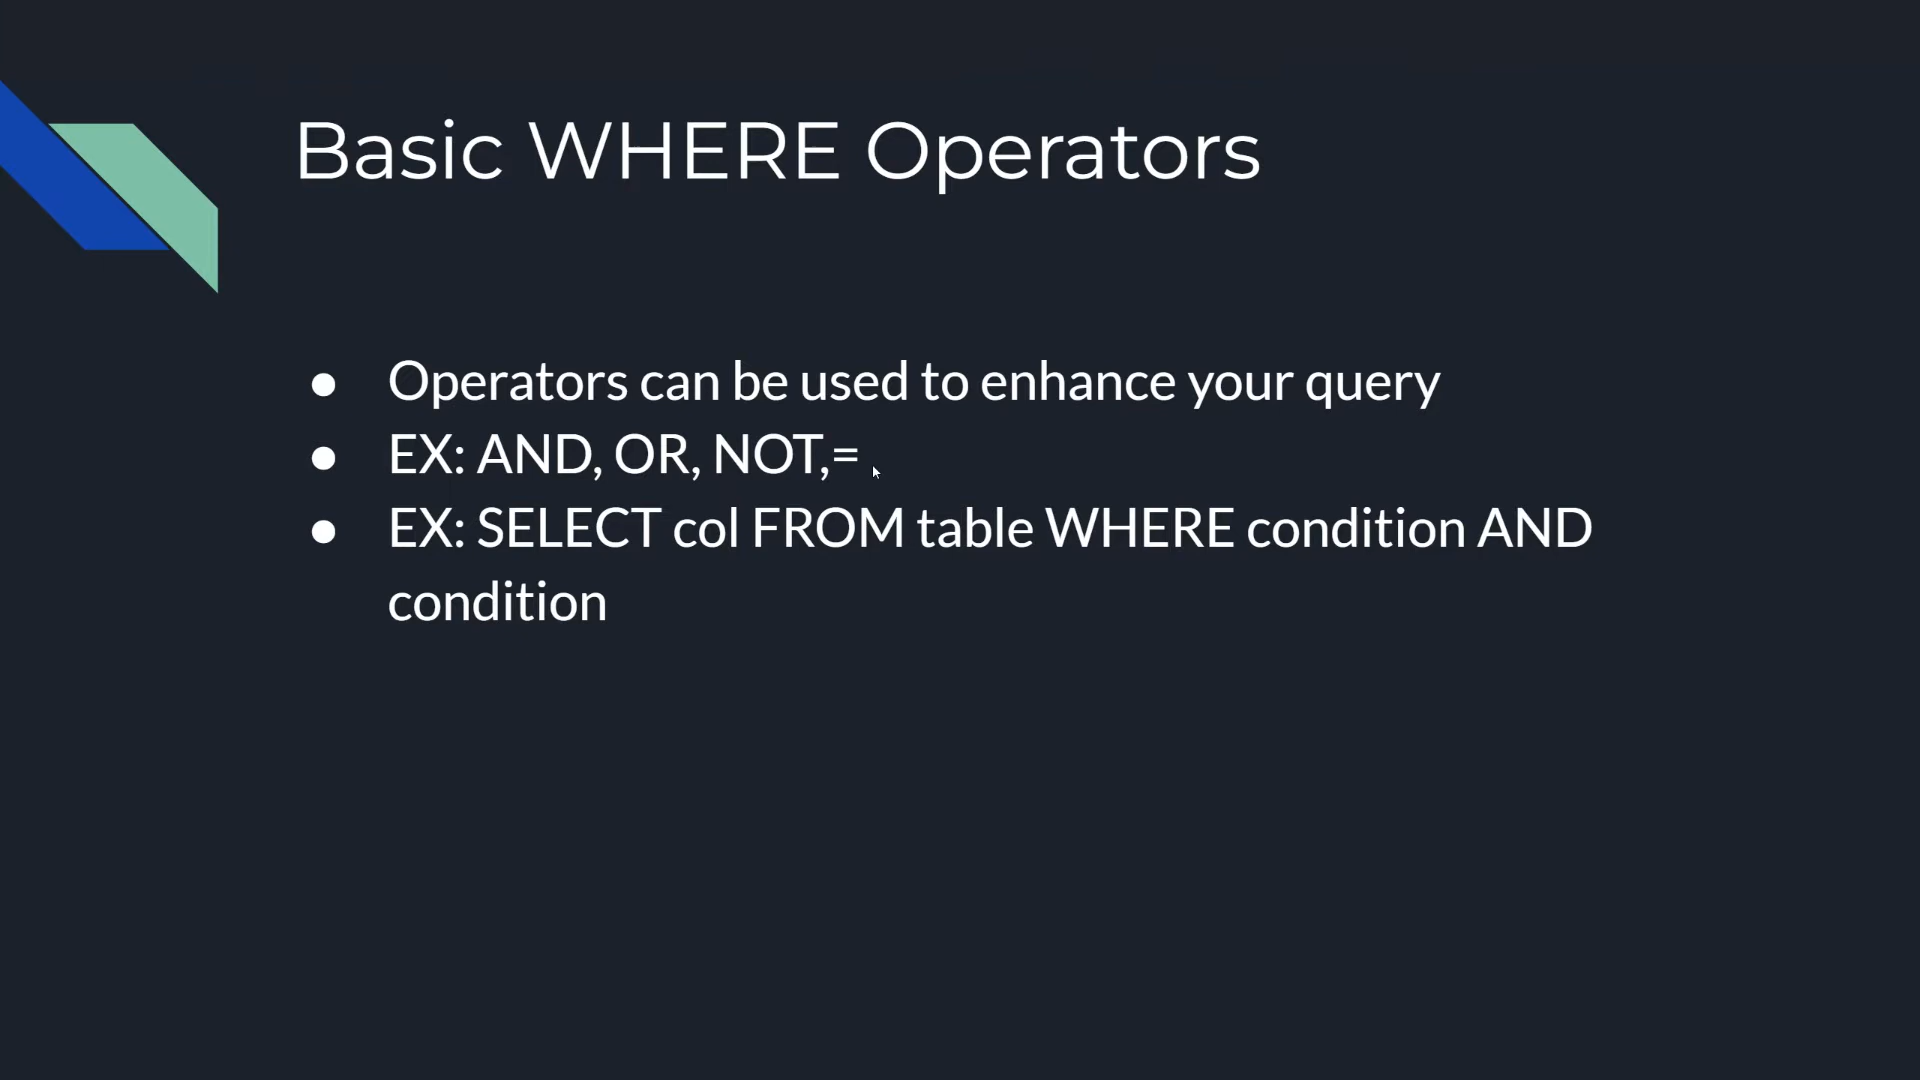 Basic WHERE Operators
● Operators can be used to enhance your query
● EX: AND, OR, NOT,=
● EX: SELECT col FROM table WHERE condition AND
condition